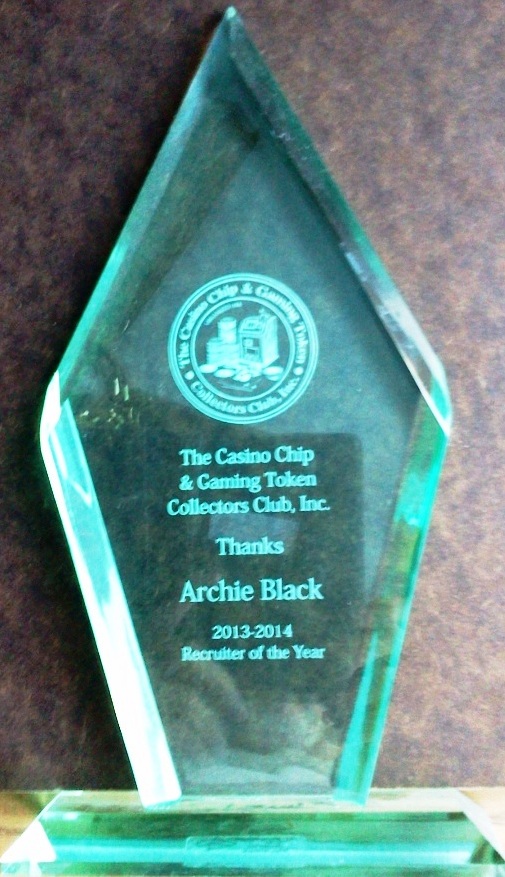 The Casino Chip & Gaming Token
Collectors Club, Inc.
The Casino Chip
& Gaming Token
Collectors Club, Inc.
Thanks
Archie Black
2013-2014
Recruiter of the Year